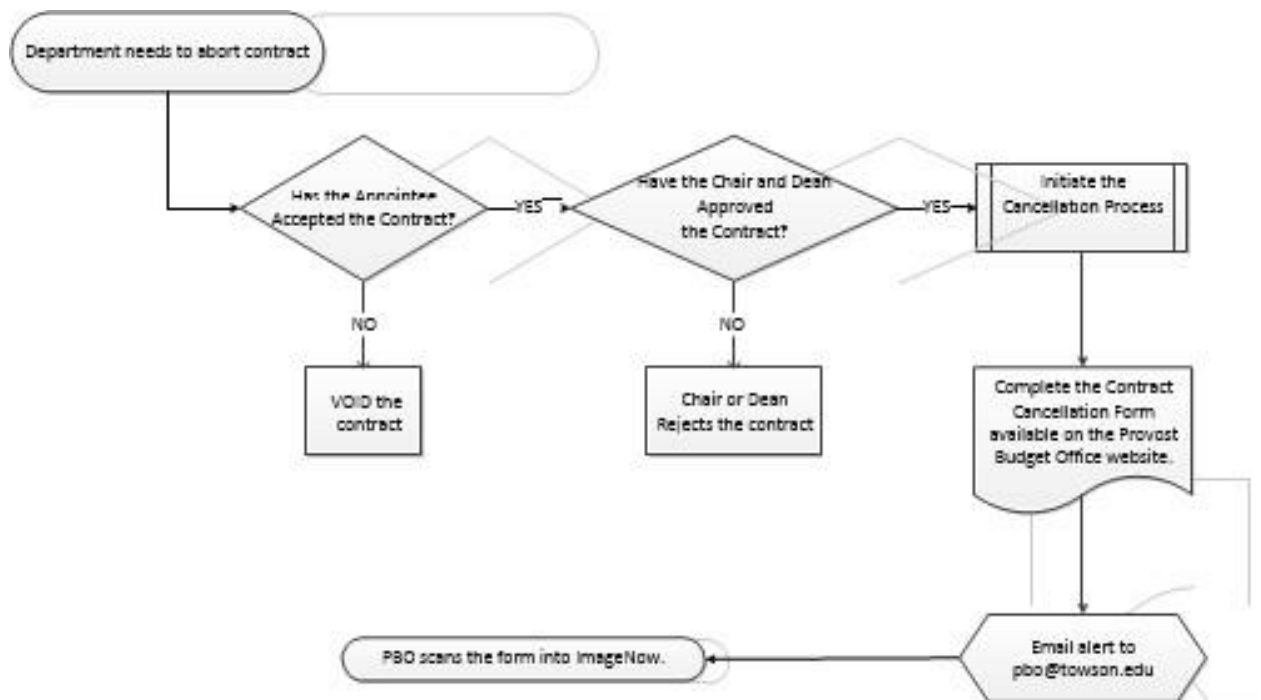 Department needs to abort contract
Has the Appointee
Accepted the Contract?
YES
Have the Chair and Dean
Approved
the Contract?
YES
Initiate the
Cancellation Process
NO
NO
VOID the
contract
Chair or Dean
Rejects the contract
Complete the Contract
Cancellation Form
available on the Provost
Budget Office website.
Email alert to
pbo@towson.edu
PBO scans the form into ImageNow.